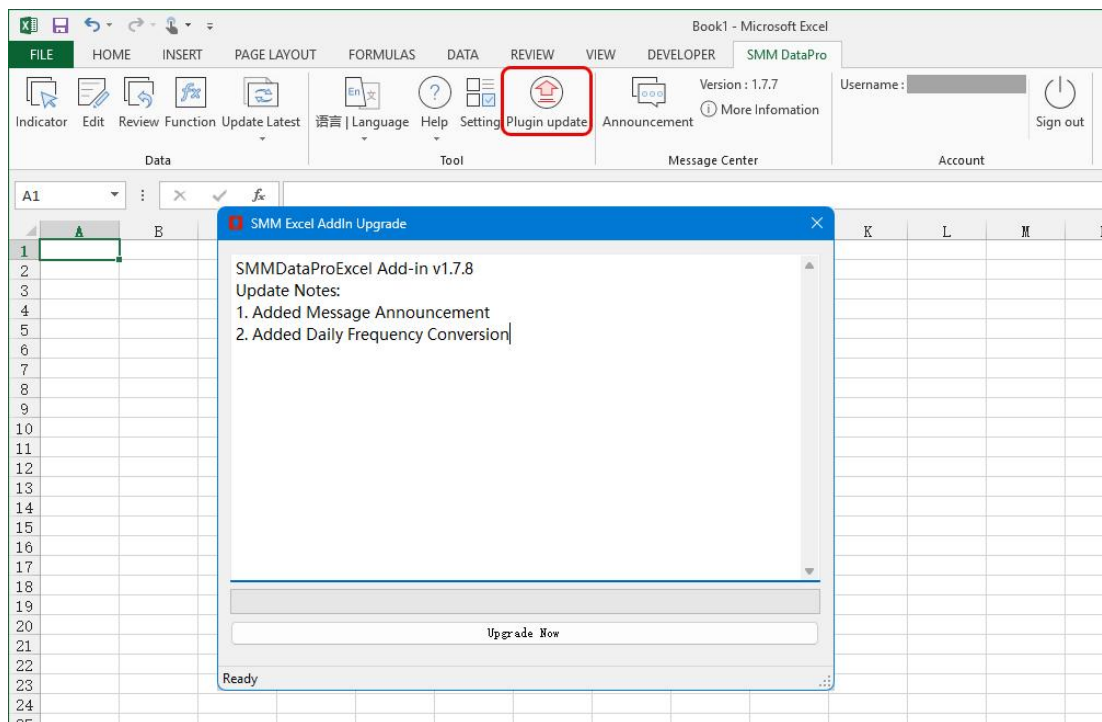 Book1 - Microsoft Excel
FILE HOME INSERT PAGE LAYOUT FORMULAS DATA REVIEW VIEW DEVELOPER SMM DataPro
Version : 1.7.7 Username :
More Infomation
Indicator Edit Review Function Update Latest 语言 | Language Help Setting Plugin update Announcement Sign out
Data Tool Message Center Account
A1 fx
A B K L M
SMM Excel AddIn Upgrade
SMMDataProExcel Add-in v1.7.8
Update Notes:
1. Added Message Announcement
2. Added Daily Frequency Conversion
Upgrade Now
Ready
1
2
3
4
5
6
7
8
9
10
11
12
13
14
15
16
17
18
19
20
21
22
23
24